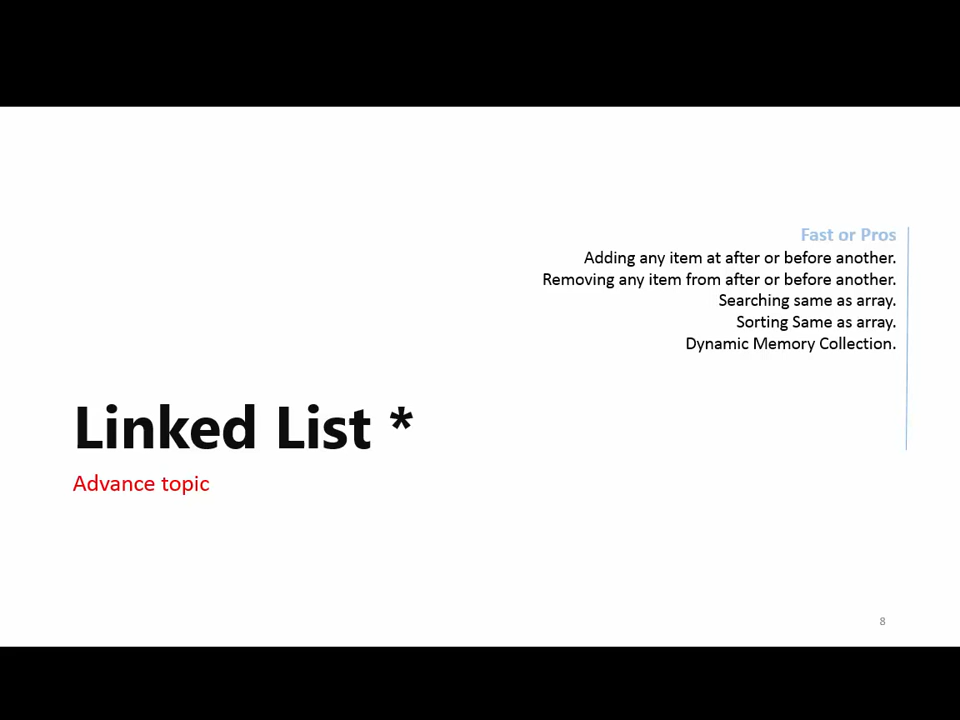 Fast or Pros
Adding any item at after or before another.
Removing any item from after or before another.
Searching same as array.
Sorting Same as array.
Dynamic Memory Collection.
Linked List *
Advance topic
8